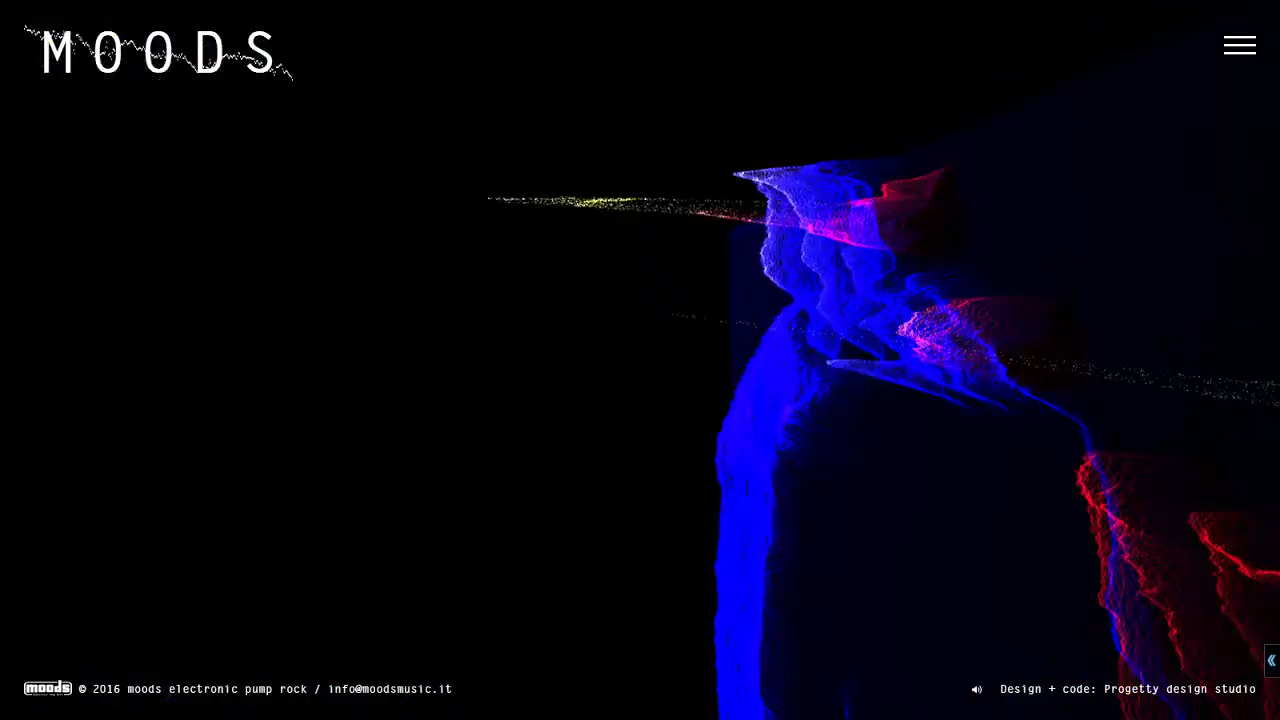 MOODS
moods © 2016 moods electronic pump rock / info@moodsmusic.it
Design + code: Progetty design studio